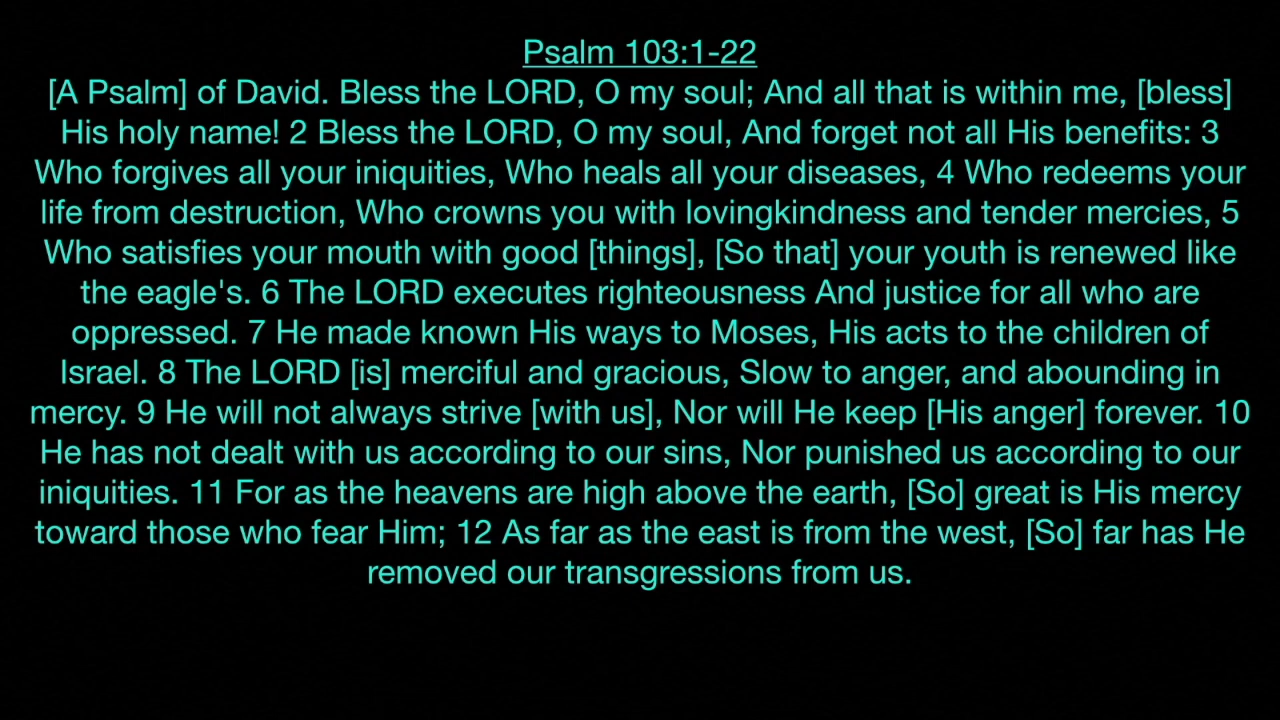 Psalm 103:1-22
[A Psalm] of David. Bless the LORD, O my soul; And all that is within me, [bless]
His holy name! 2 Bless the LORD, O my soul, And forget not all His benefits: 3
Who forgives all your iniquities, Who heals all your diseases, 4 Who redeems your
life from destruction, Who crowns you with lovingkindness and tender mercies, 5
Who satisfies your mouth with good [things], [So that] your youth is renewed like
the eagle's. 6 The LORD executes righteousness And justice for all who are
oppressed. 7 He made known His ways to Moses, His acts to the children of
Israel. 8 The LORD [is] merciful and gracious, Slow to anger, and abounding in
mercy. 9 He will not always strive [with us], Nor will He keep [His anger] forever. 10
He has not dealt with us according to our sins, Nor punished us according to our
iniquities. 11 For as the heavens are high above the earth, [So] great is His mercy
toward those who fear Him; 12 As far as the east is from the west, [So] far has He
removed our transgressions from us.